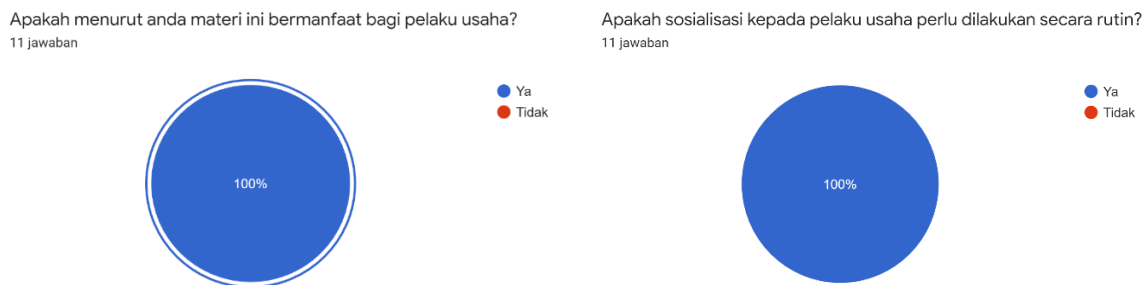 Apakah menurut anda materi ini bermanfaat bagi pelaku usaha?
11 jawaban
Ya
Tidak
100%
Apakah sosialisasi kepada pelaku usaha perlu dilakukan secara rutin?
11 jawaban
Ya
Tidak
100%